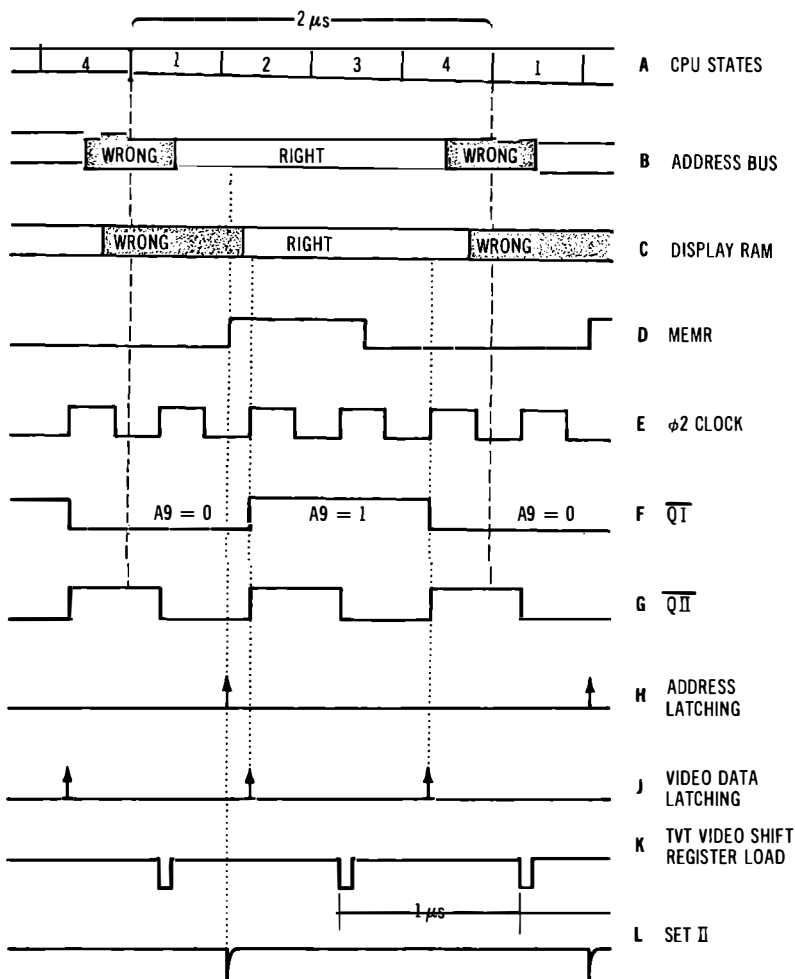 2 μs
4 1 2 3 4 1 A CPU STATES
WRONG RIGHT WRONG B ADDRESS BUS
WRONG RIGHT WRONG C DISPLAY RAM
D MEMR
E φ2 CLOCK
A9 = 0 A9 = 1 A9 = 0 F Q̅I̅
G Q̅I̅I̅
H ADDRESS
LATCHING
J VIDEO DATA
LATCHING
K TVT VIDEO SHIFT
REGISTER LOAD
1 μs
L SET II